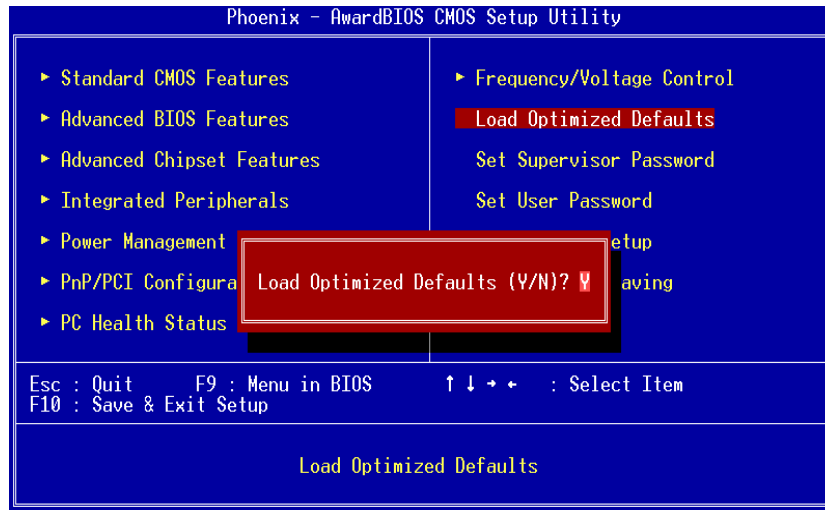 Phoenix - AwardBIOS CMOS Setup Utility
► Standard CMOS Features
► Advanced BIOS Features
► Advanced Chipset Features
► Integrated Peripherals
► Power Management
► PnP/PCI Configura
► PC Health Status
► Frequency/Voltage Control
Load Optimized Defaults
Set Supervisor Password
Set User Password
etup
aving
Load Optimized Defaults (Y/N)? Y
Esc : Quit F9 : Menu in BIOS ↑ ↓ → ← : Select Item
F10 : Save & Exit Setup
Load Optimized Defaults